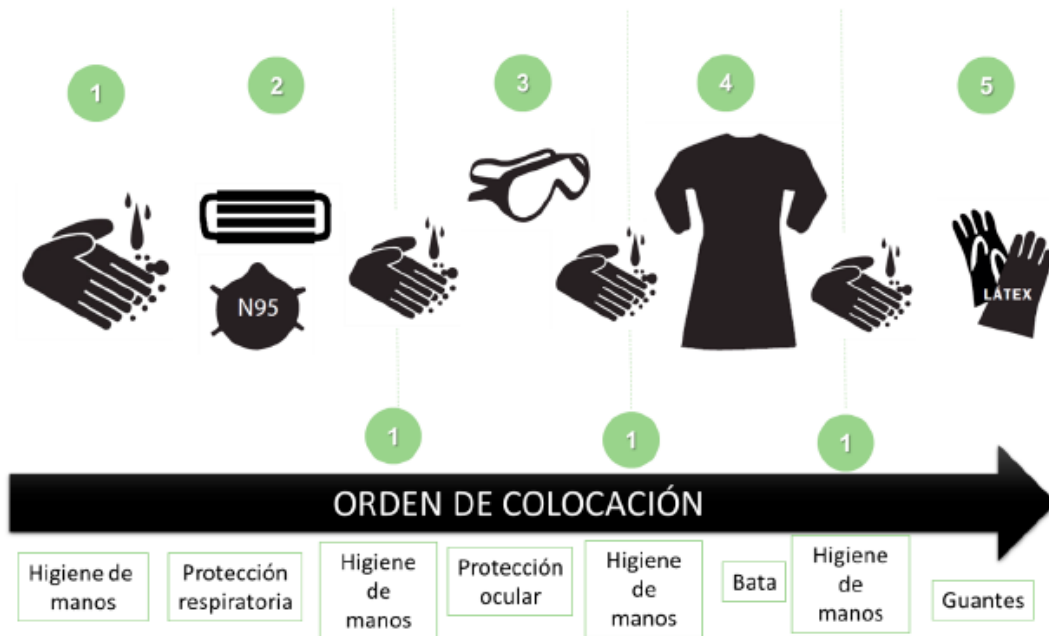 1
2
3
4
5
N95
LÁTEX
1
1
1
ORDEN DE COLOCACIÓN
Higiene de
manos
Protección
respiratoria
Higiene
de
manos
Protección
ocular
Higiene
de
manos
Bata
Higiene
de
manos
Guantes